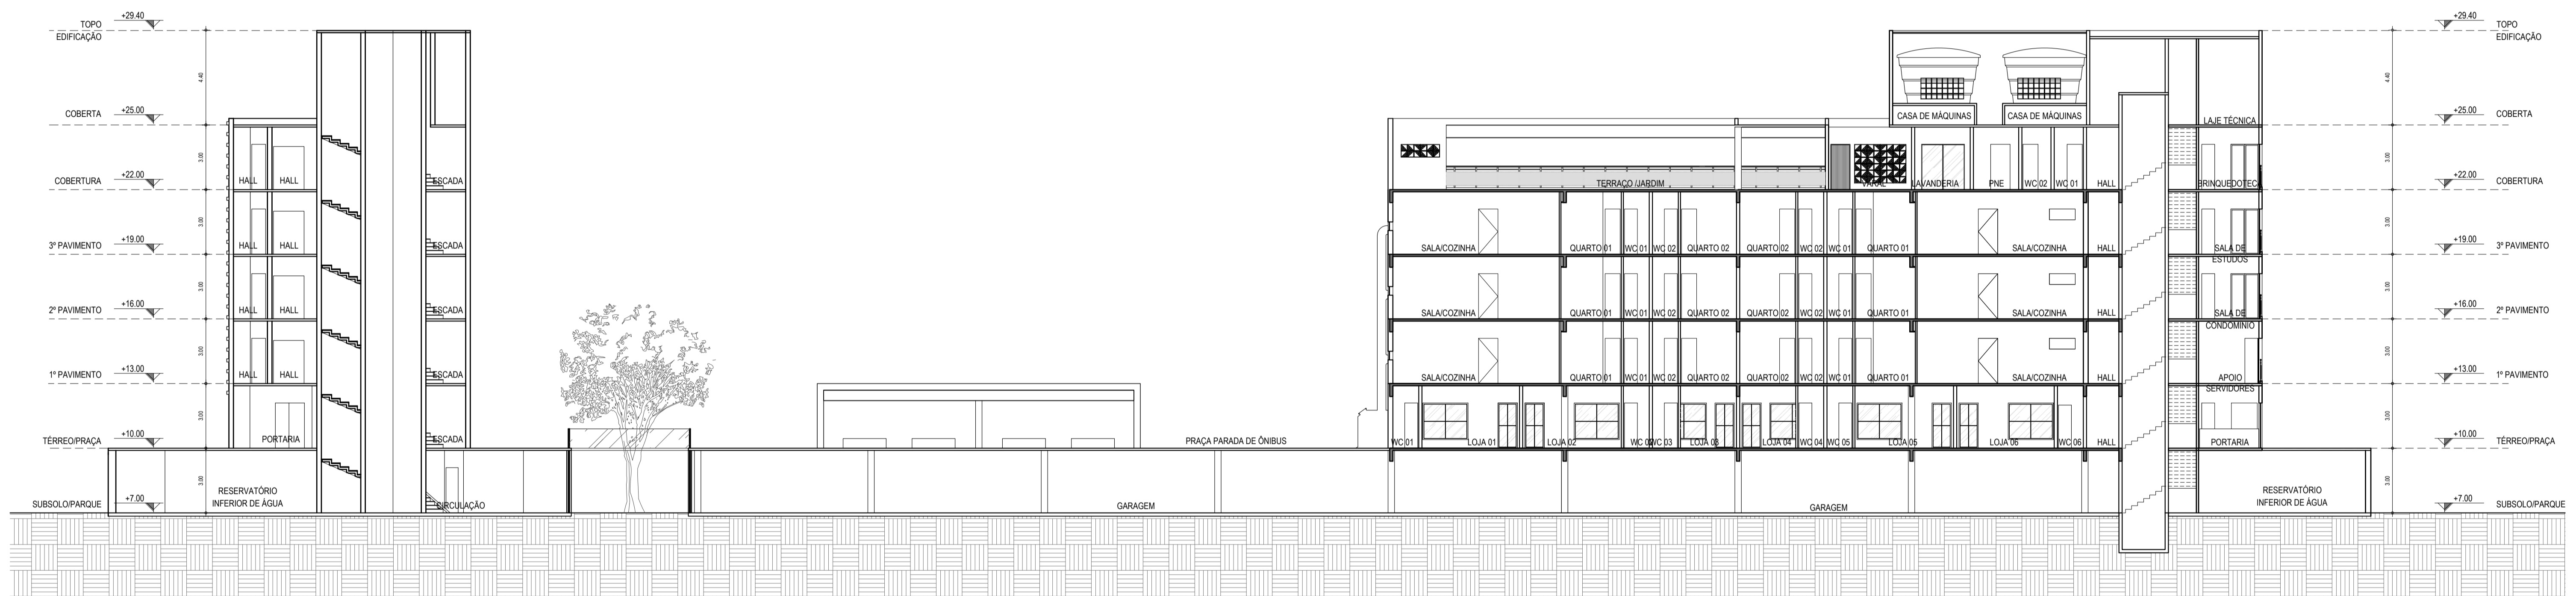 +29.40
TOPO
EDIFICAÇÃO
4.40
+25.00
COBERTA
3.00
+22.00
COBERTURA
3.00
+19.00
3º PAVIMENTO
3.00
+16.00
2º PAVIMENTO
3.00
+13.00
1º PAVIMENTO
3.00
+10.00
TÉRREO/PRAÇA
3.00
+7.00
SUBSOLO/PARQUE
HALL HALL ESCADA
HALL HALL ESCADA
HALL HALL ESCADA
HALL HALL ESCADA
PORTARIA ESCADA
RESERVATÓRIO
INFERIOR DE ÁGUA
CIRCULAÇÃO
PRAÇA PARADA DE ÔNIBUS
GARAGEM
CASA DE MÁQUINAS CASA DE MÁQUINAS
LAJE TÉCNICA
TERRAÇO /JARDIM VARAL LAVANDERIA PNE WC 02 WC 01 HALL BRINQUEDOTECA
SALA/COZINHA QUARTO 01 WC 01 WC 02 QUARTO 02 QUARTO 02 WC 02 WC 01 QUARTO 01 SALA/COZINHA HALL SALA DE
ESTUDOS
SALA/COZINHA QUARTO 01 WC 01 WC 02 QUARTO 02 QUARTO 02 WC 02 WC 01 QUARTO 01 SALA/COZINHA HALL SALA DE
CONDOMÍNIO
SALA/COZINHA QUARTO 01 WC 01 WC 02 QUARTO 02 QUARTO 02 WC 02 WC 01 QUARTO 01 SALA/COZINHA HALL APOIO
SERVIDORES
WC 01 LOJA 01 LOJA 02 WC 02 WC 03 LOJA 03 LOJA 04 WC 04 WC 05 LOJA 05 LOJA 06 WC 06 HALL PORTARIA
GARAGEM
RESERVATÓRIO
INFERIOR DE ÁGUA
+29.40
TOPO
EDIFICAÇÃO
4.40
+25.00
COBERTA
3.00
+22.00
COBERTURA
3.00
+19.00
3º PAVIMENTO
3.00
+16.00
2º PAVIMENTO
3.00
+13.00
1º PAVIMENTO
3.00
+10.00
TÉRREO/PRAÇA
3.00
+7.00
SUBSOLO/PARQUE